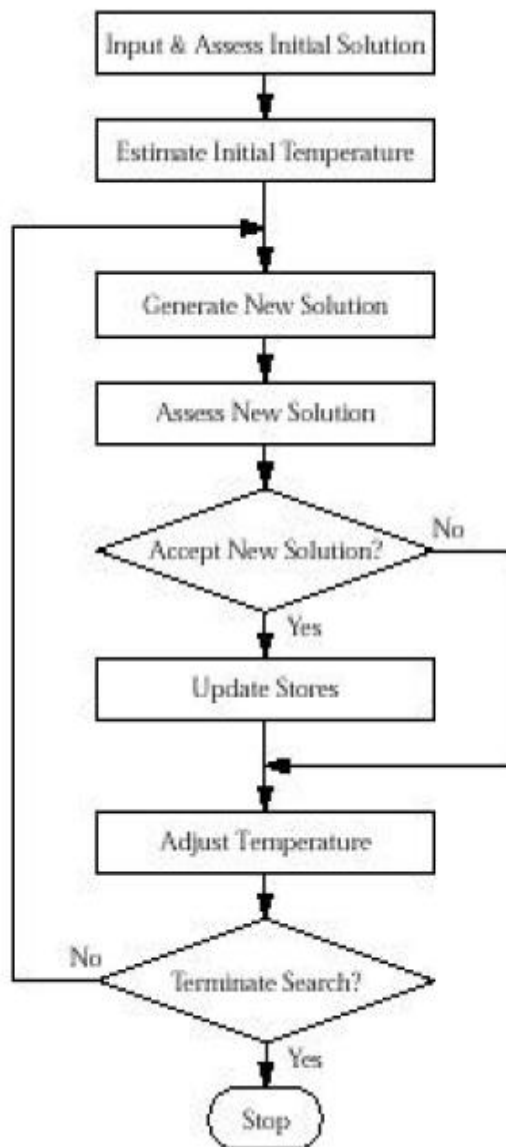 Input & Assess Initial Solution
Estimate Initial Temperature
Generate New Solution
Assess New Solution
Accept New Solution?
No
Yes
Update Stores
Adjust Temperature
No
Terminate Search?
Yes
Stop